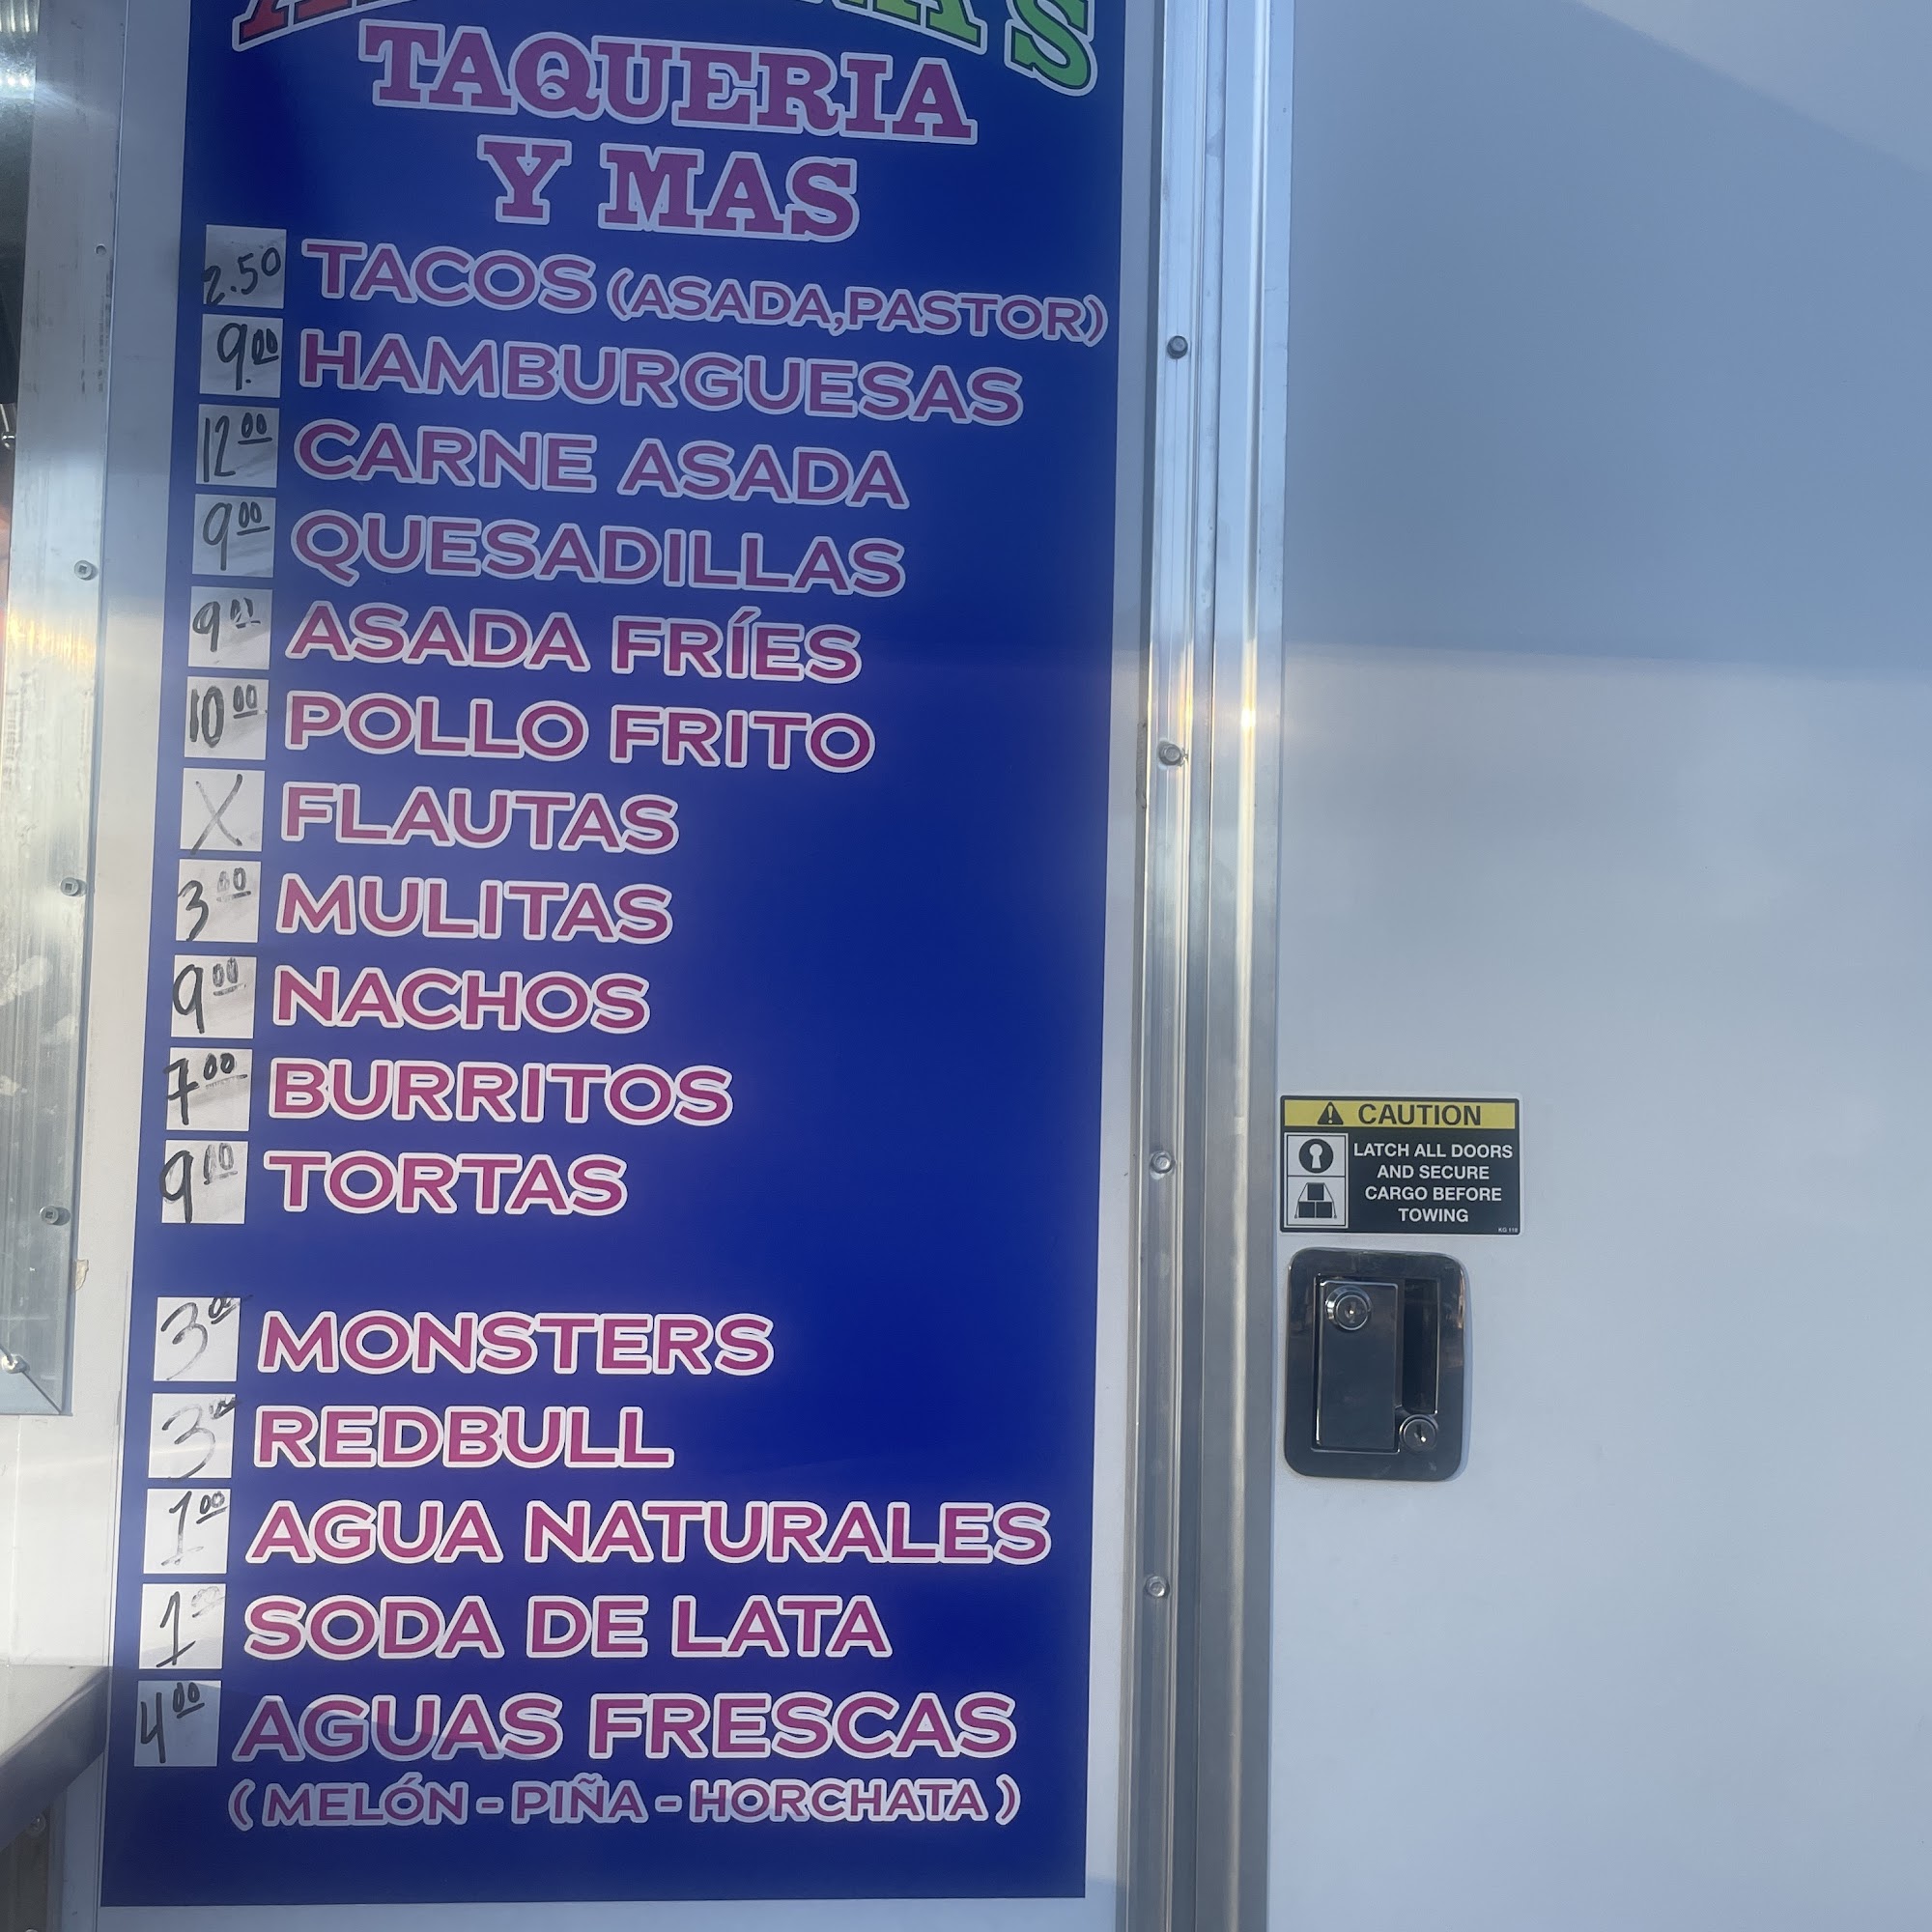 TAQUERIA
Y MAS
2.50 TACOS (ASADA,PASTOR)
9.00 HAMBURGUESAS
12.00 CARNE ASADA
9.00 QUESADILLAS
9.00 ASADA FRÍES
10.00 POLLO FRITO
X FLAUTAS
3.00 MULITAS
9.00 NACHOS
7.00 BURRITOS
9.00 TORTAS
3.00 MONSTERS
3.00 REDBULL
1.00 AGUA NATURALES
1.00 SODA DE LATA
4.00 AGUAS FRESCAS
(MELÓN - PIÑA - HORCHATA)
CAUTION
LATCH ALL DOORS
AND SECURE
CARGO BEFORE
TOWING